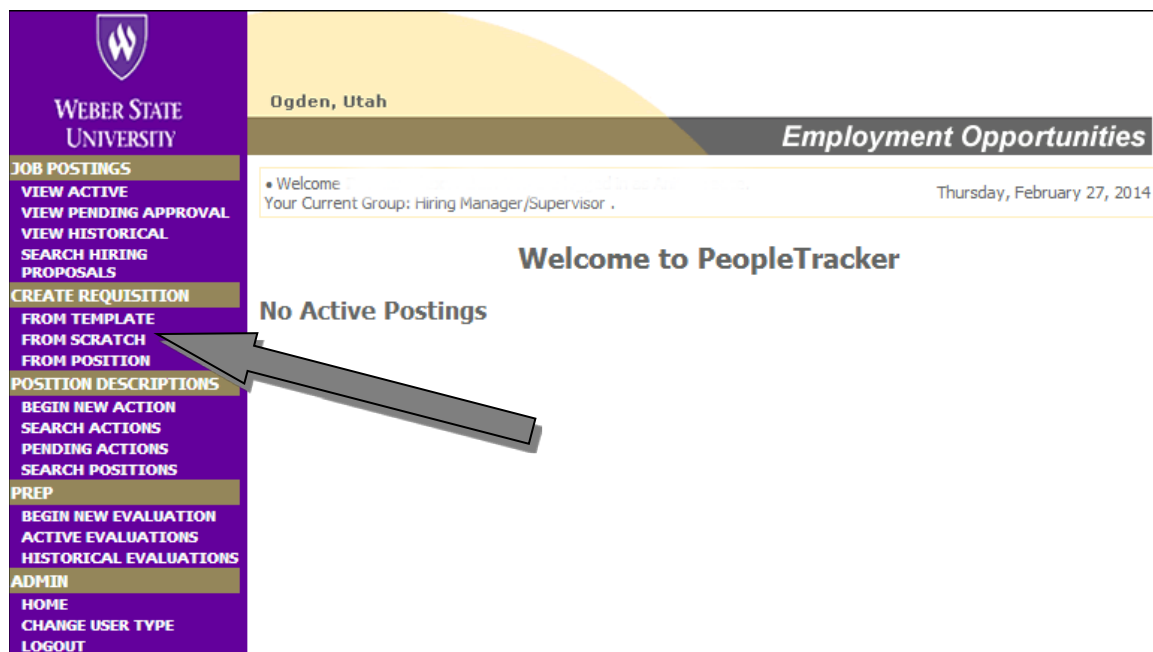 WEBER STATE
UNIVERSITY
Ogden, Utah
Employment Opportunities
JOB POSTINGS
VIEW ACTIVE
VIEW PENDING APPROVAL
VIEW HISTORICAL
SEARCH HIRING
PROPOSALS
CREATE REQUISITION
FROM TEMPLATE
FROM SCRATCH
FROM POSITION
POSITION DESCRIPTIONS
BEGIN NEW ACTION
SEARCH ACTIONS
PENDING ACTIONS
SEARCH POSITIONS
PREP
BEGIN NEW EVALUATION
ACTIVE EVALUATIONS
HISTORICAL EVALUATIONS
ADMIN
HOME
CHANGE USER TYPE
LOGOUT
• Welcome
Your Current Group: Hiring Manager/Supervisor .
Thursday, February 27, 2014
Welcome to PeopleTracker
No Active Postings